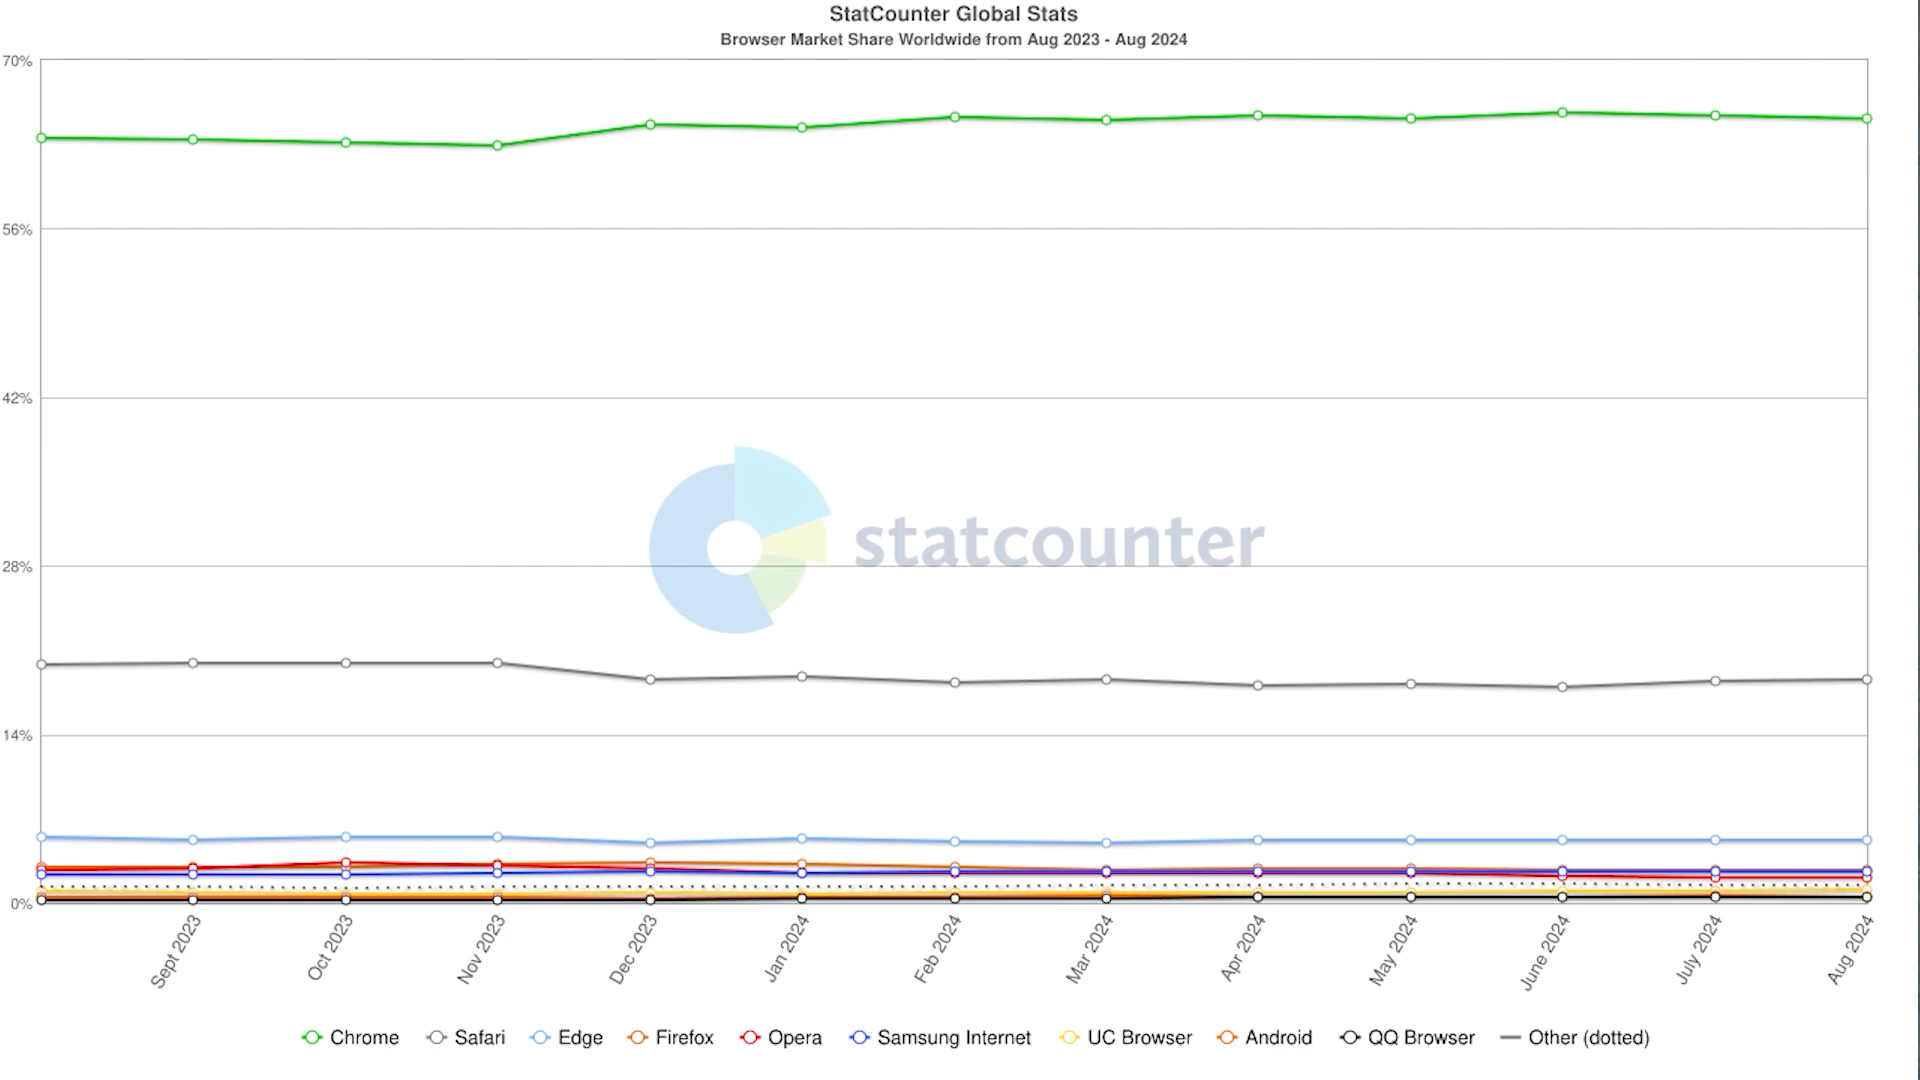 StatCounter Global Stats
Browser Market Share Worldwide from Aug 2023 - Aug 2024
70%
56%
42%
28%
14%
0%
statcounter
Sept 2023
Oct 2023
Nov 2023
Dec 2023
Jan 2024
Feb 2024
Mar 2024
Apr 2024
May 2024
June 2024
July 2024
Aug 2024
Chrome Safari Edge Firefox Opera Samsung Internet UC Browser Android QQ Browser Other (dotted)